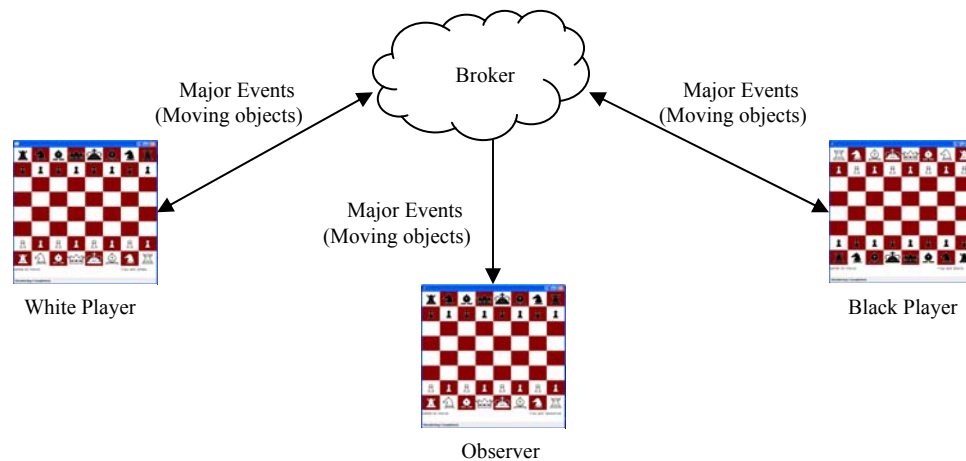 Broker
Major Events
(Moving objects)
Major Events
(Moving objects)
Major Events
(Moving objects)
White Player
Black Player
Observer